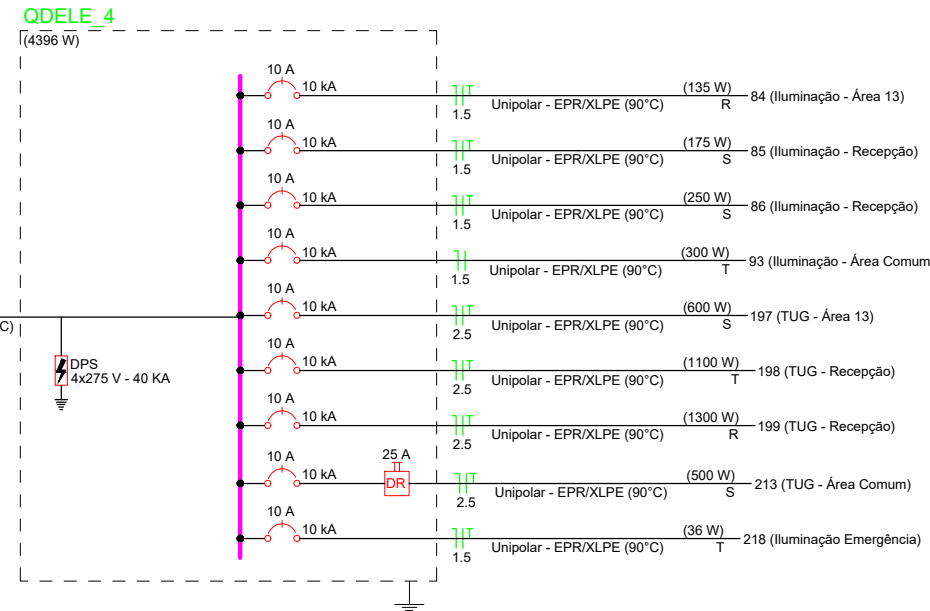 QDELE_4
(4396 W)
10 A
10 kA
1.5
Unipolar - EPR/XLPE (90°C)
(135 W)
R
84 (Iluminação - Área 13)
10 A
10 kA
1.5
Unipolar - EPR/XLPE (90°C)
(175 W)
S
85 (Iluminação - Recepção)
10 A
10 kA
1.5
Unipolar - EPR/XLPE (90°C)
(250 W)
S
86 (Iluminação - Recepção)
10 A
10 kA
1.5
Unipolar - EPR/XLPE (90°C)
(300 W)
T
93 (Iluminação - Área Comum
10 A
10 kA
2.5
Unipolar - EPR/XLPE (90°C)
(600 W)
S
197 (TUG - Área 13)
C)
DPS
4x275 V - 40 KA
10 A
10 kA
2.5
Unipolar - EPR/XLPE (90°C)
(1100 W)
T
198 (TUG - Recepção)
10 A
10 kA
2.5
Unipolar - EPR/XLPE (90°C)
(1300 W)
R
199 (TUG - Recepção)
10 A
10 kA
25 A
DR
2.5
Unipolar - EPR/XLPE (90°C)
(500 W)
S
213 (TUG - Área Comum)
10 A
10 kA
1.5
Unipolar - EPR/XLPE (90°C)
(36 W)
T
218 (Iluminação Emergência)